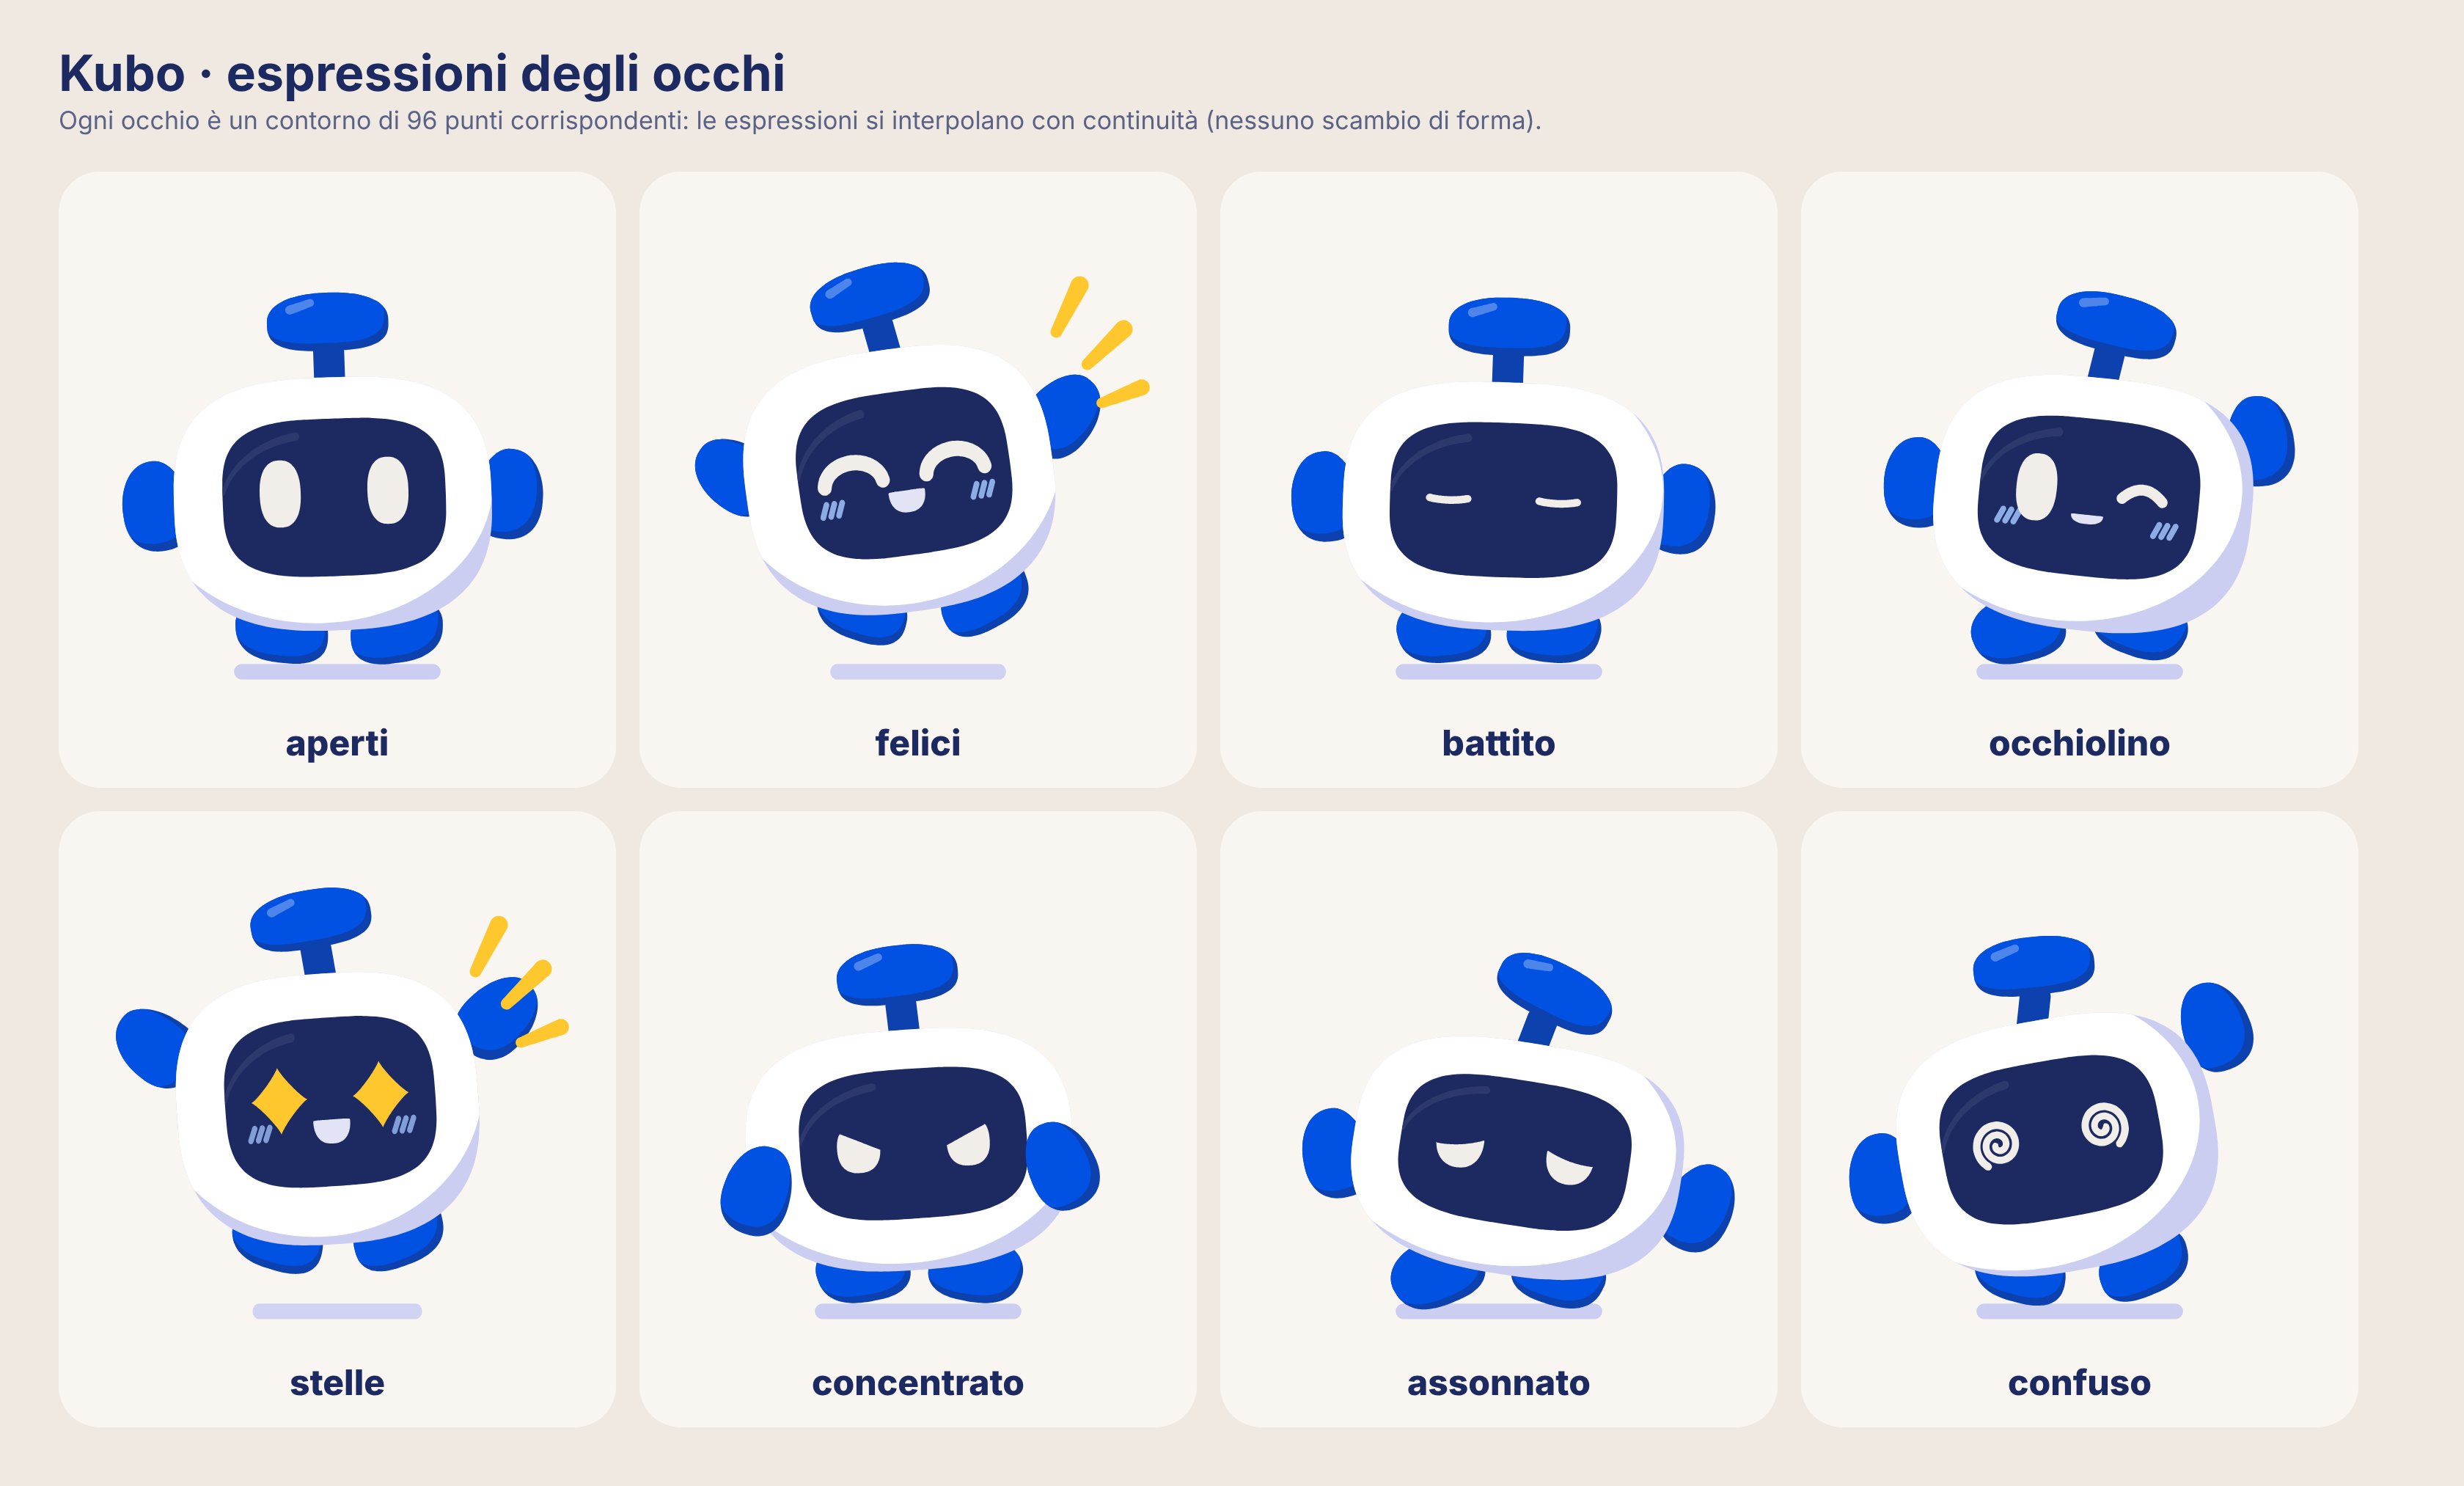 Kubo · espressioni degli occhi
Ogni occhio è un contorno di 96 punti corrispondenti: le espressioni si interpolano con continuità (nessuno scambio di forma).
aperti
felici
battito
occhiolino
stelle
concentrato
assonnato
confuso